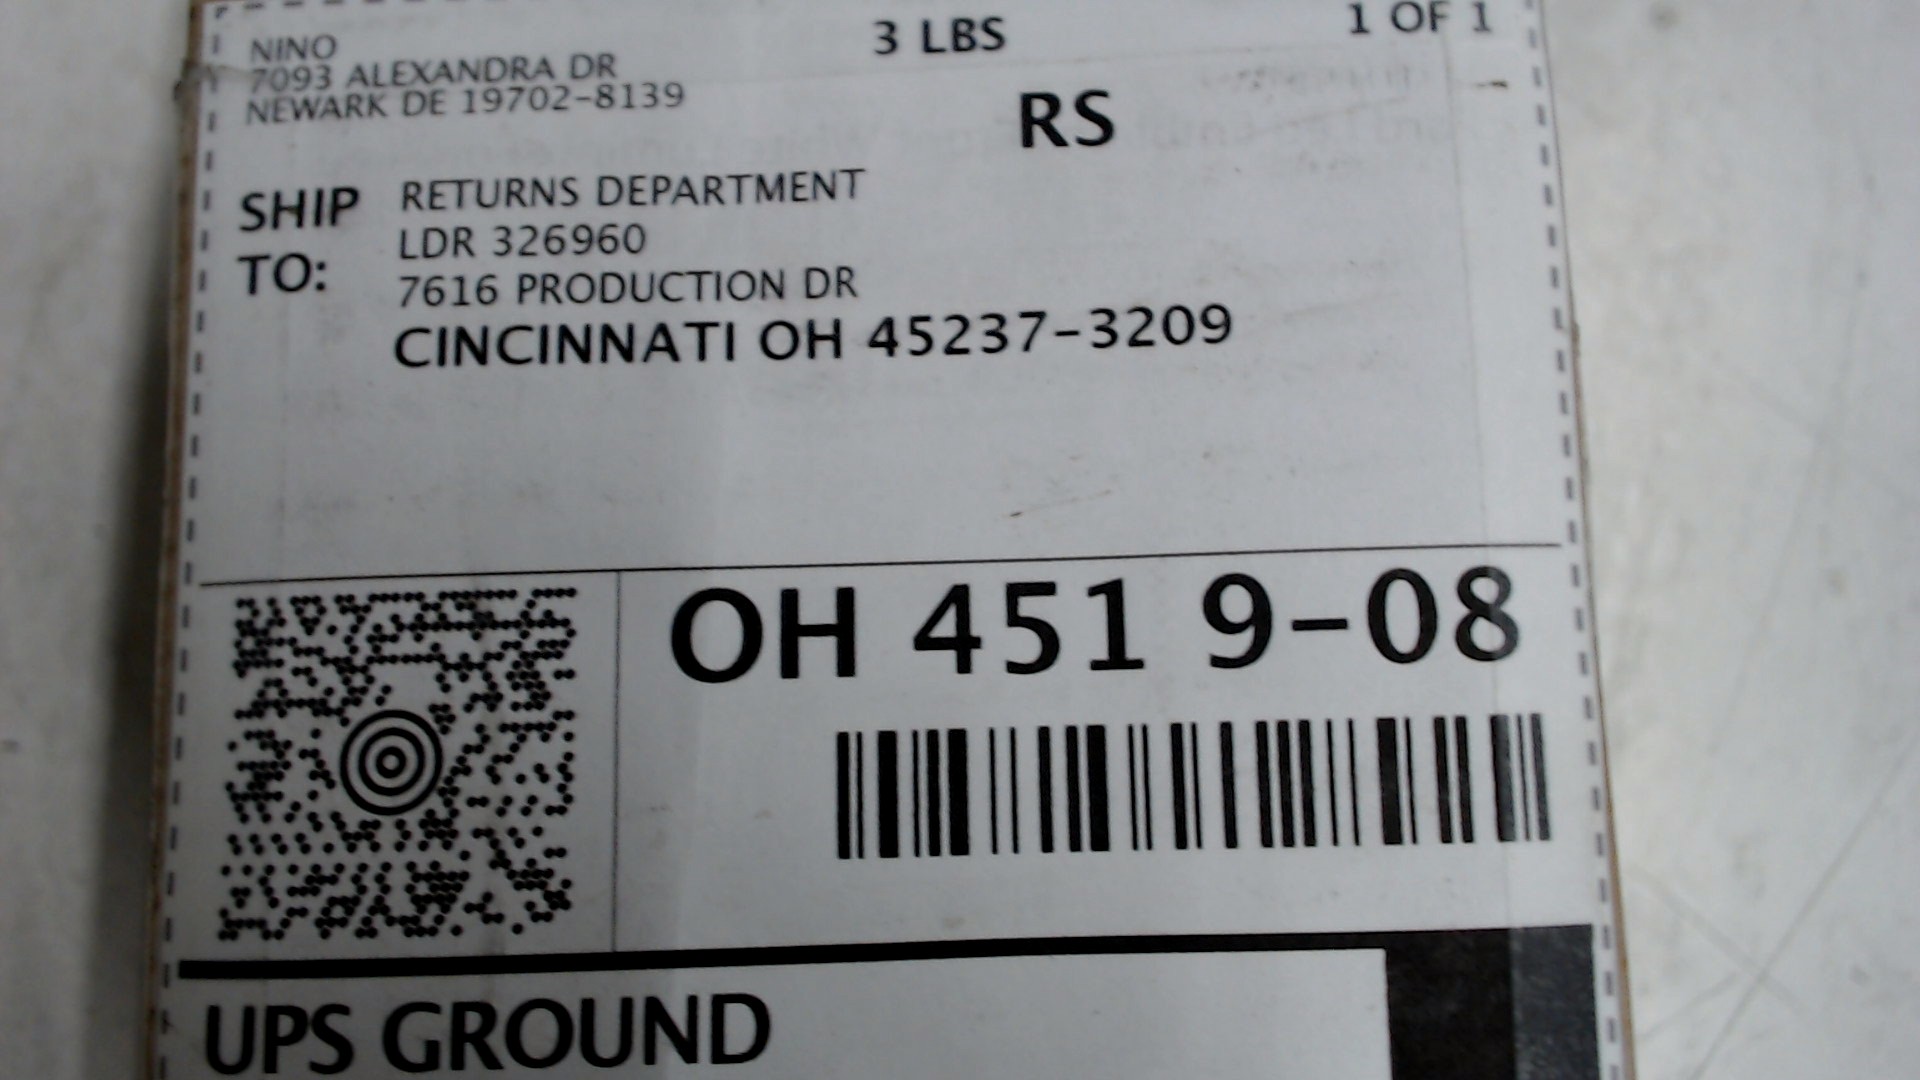 NINO
7093 ALEXANDRA DR
NEWARK DE 19702-8139
3 LBS
1 OF 1
RS
SHIP TO:
RETURNS DEPARTMENT
LDR 326960
7616 PRODUCTION DR
CINCINNATI OH 45237-3209
OH 451 9-08
UPS GROUND